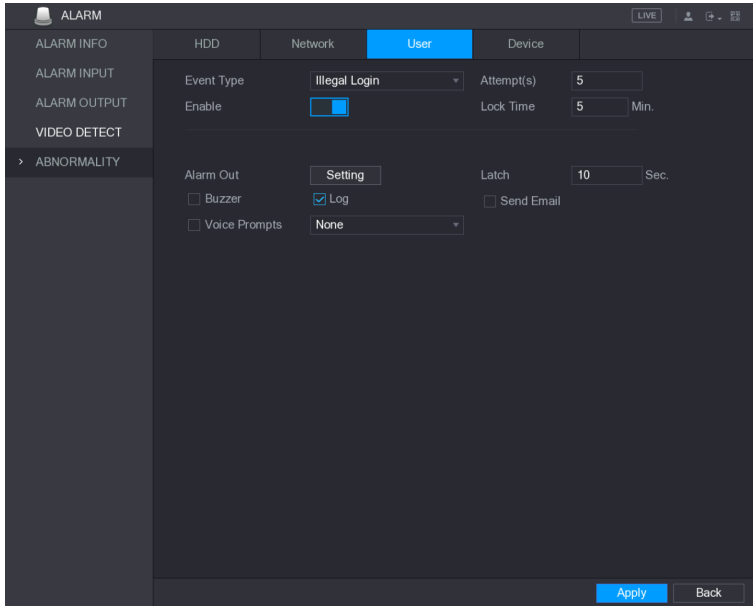 ALARM
LIVE
ALARM INFO
ALARM INPUT
ALARM OUTPUT
VIDEO DETECT
> ABNORMALITY
HDD Network User Device
Event Type Illegal Login Attempt(s) 5
Enable Lock Time 5 Min.
Alarm Out Setting Latch 10 Sec.
Buzzer Log Send Email
Voice Prompts None
Apply Back